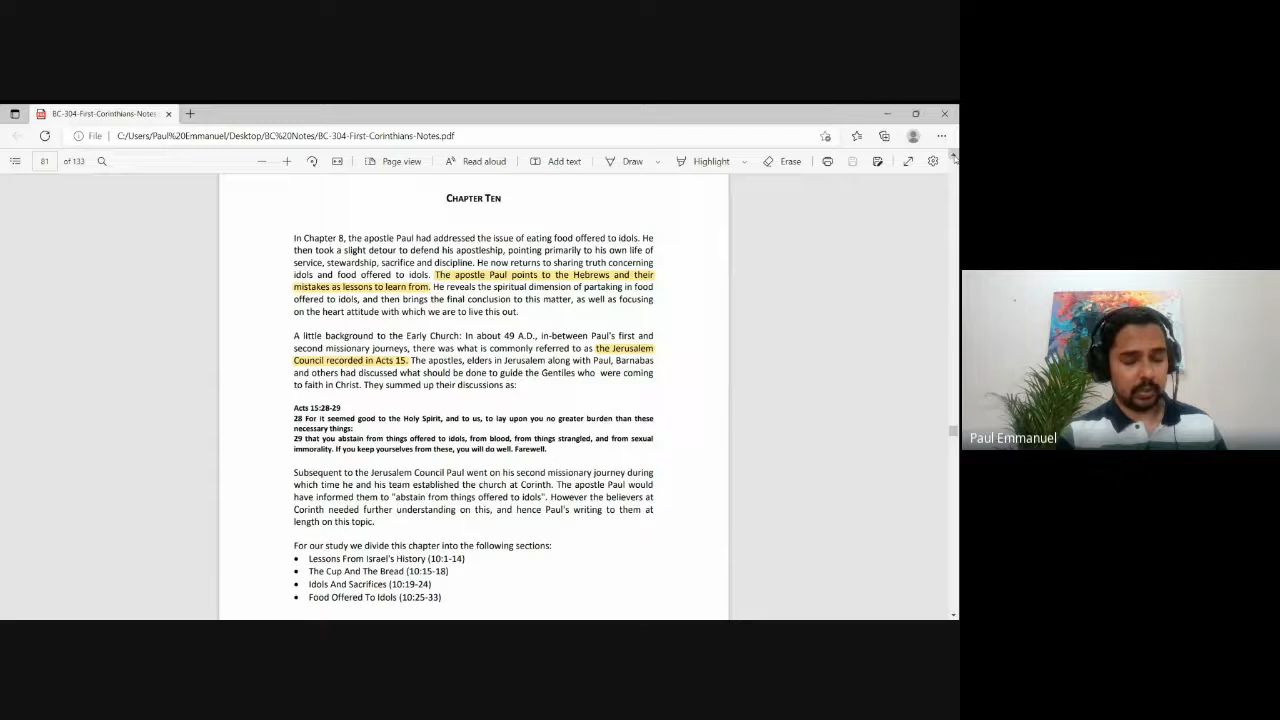 BC-304-First-Corinthians-Notes
File
C:/Users/Paul%20Emmanuel/Desktop/BC%20Notes/BC-304-First-Corinthians-Notes.pdf
81 of 133
Page view
Read aloud
Add text
Draw
Highlight
Erase
CHAPTER TEN
In Chapter 8, the apostle Paul had addressed the issue of eating food offered to idols. He
then took a slight detour to defend his apostleship, pointing primarily to his own life of
service, stewardship, sacrifice and discipline. He now returns to sharing truth concerning
idols and food offered to idols. The apostle Paul points to the Hebrews and their
mistakes as lessons to learn from. He reveals the spiritual dimension of partaking in food
offered to idols, and then brings the final conclusion to this matter, as well as focusing
on the heart attitude with which we are to live this out.
A little background to the Early Church: In about 49 A.D., in-between Paul's first and
second missionary journeys, there was what is commonly referred to as the Jerusalem
Council recorded in Acts 15. The apostles, elders in Jerusalem along with Paul, Barnabas
and others had discussed what should be done to guide the Gentiles who were coming
to faith in Christ. They summed up their discussions as:
Acts 15:28-29
28 For it seemed good to the Holy Spirit, and to us, to lay upon you no greater burden than these
necessary things:
29 that you abstain from things offered to idols, from blood, from things strangled, and from sexual
immorality. If you keep yourselves from these, you will do well. Farewell.
Subsequent to the Jerusalem Council Paul went on his second missionary journey during
which time he and his team established the church at Corinth. The apostle Paul would
have informed them to "abstain from things offered to idols". However the believers at
Corinth needed further understanding on this, and hence Paul's writing to them at
length on this topic.
For our study we divide this chapter into the following sections:
• Lessons From Israel's History (10:1-14)
• The Cup And The Bread (10:15-18)
• Idols And Sacrifices (10:19-24)
• Food Offered To Idols (10:25-33)
Paul Emmanuel